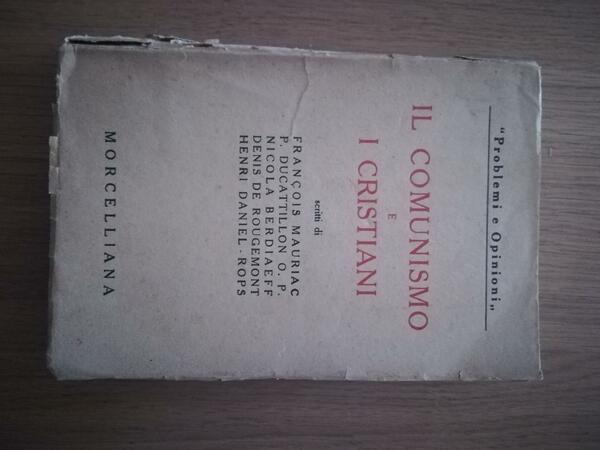 "Problemi e Opinioni„
IL COMUNISMO
E
I CRISTIANI
scritti di
FRANÇOIS MAURIAC
P. DUCATTILLON O. P.
NICOLA BERDIAEFF
DENIS DE ROUGEMONT
HENRI DANIEL-ROPS
MORCELLIANA